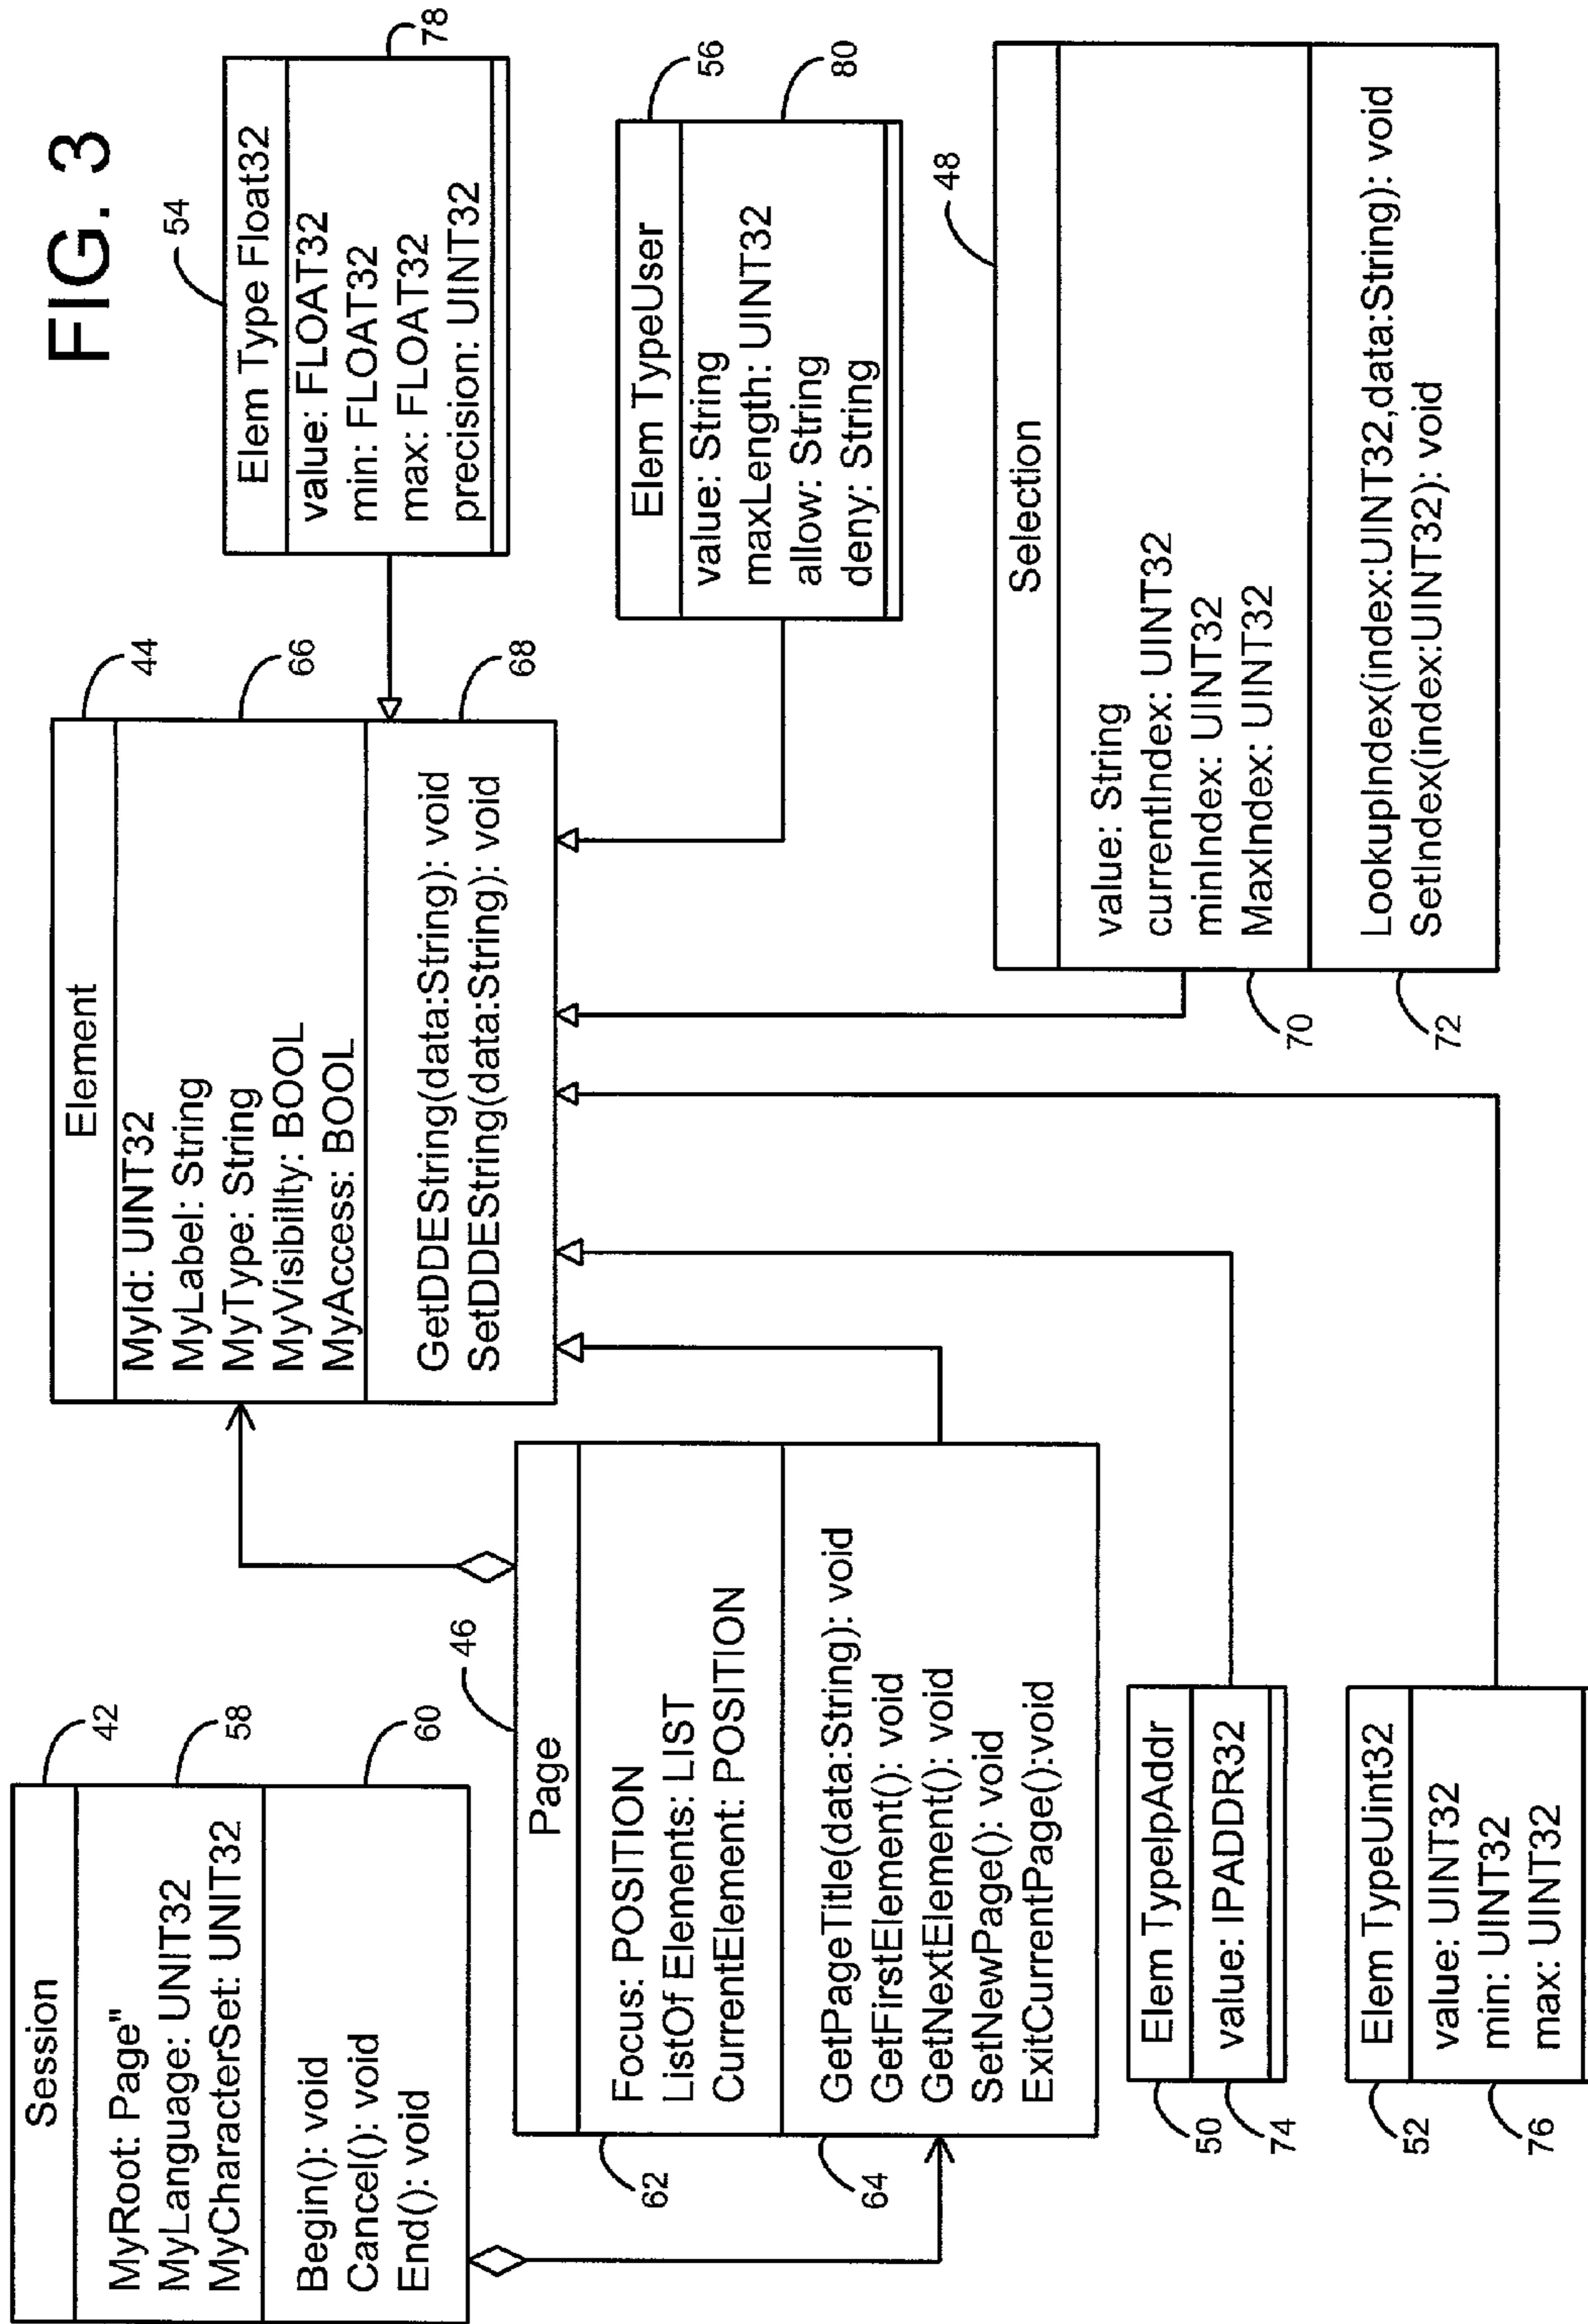 FIG. 3
Session
42
MyRoot: Page"
MyLanguage: UNIT32
MyCharacterSet: UNIT32
58
Begin(): void
Cancel(): void
End(): void
60
Page
46
Focus: POSITION
ListOf Elements: LIST
CurrentElement: POSITION
62
GetPageTitle(data:String): void
GetFirstElement(): void
GetNextElement(): void
SetNewPage(): void
ExitCurrentPage():void
64
Elem TypeIpAddr
50
value: IPADDR32
74
Elem TypeUint32
52
value: UINT32
min: UINT32
max: UINT32
76
Element
44
MyId: UINT32
MyLabel: String
MyType: String
MyVisibility: BOOL
MyAccess: BOOL
66
GetDDEString(data:String): void
SetDDEString(data:String): void
68
54
Elem Type Float32
value: FLOAT32
min: FLOAT32
max: FLOAT32
precision: UINT32
78
Elem TypeUser
56
value: String
maxLength: UINT32
allow: String
deny: String
80
48
Selection
value: String
currentIndex: UINT32
minIndex: UINT32
MaxIndex: UINT32
70
LookupIndex(index:UINT32,data:String): void
SetIndex(index:UINT32): void
72